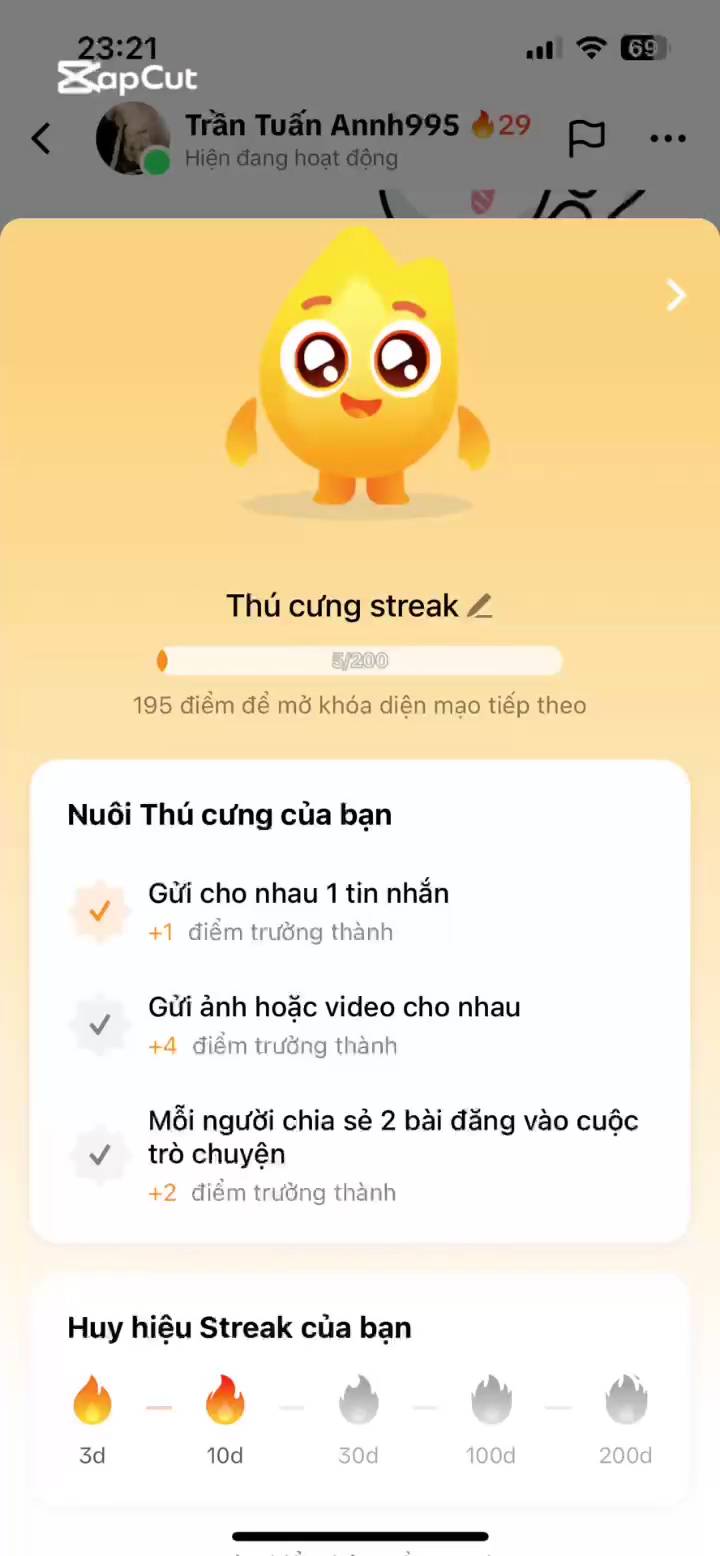 23:21
69
CapCut
Trần Tuấn Annh995 🔥29
Hiện đang hoạt động
Thú cưng streak
5/200
195 điểm để mở khóa diện mạo tiếp theo
Nuôi Thú cưng của bạn
Gửi cho nhau 1 tin nhắn
+1 điểm trưởng thành
Gửi ảnh hoặc video cho nhau
+4 điểm trưởng thành
Mỗi người chia sẻ 2 bài đăng vào cuộc
trò chuyện
+2 điểm trưởng thành
Huy hiệu Streak của bạn
3d 10d 30d 100d 200d